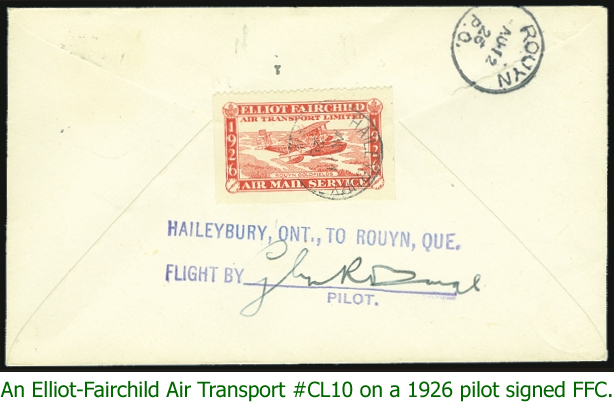 ROUYN
AU 12
26
P.O.
ELLIOT FAIRCHILD
AIR TRANSPORT LIMITED
1926
1926
ROUYN GOLDFIELDS
AIR MAIL SERVICE
HAILEYBURY, ONT., TO ROUYN, QUE.
FLIGHT BY
PILOT.
An Elliot-Fairchild Air Transport #CL10 on a 1926 pilot signed FFC.